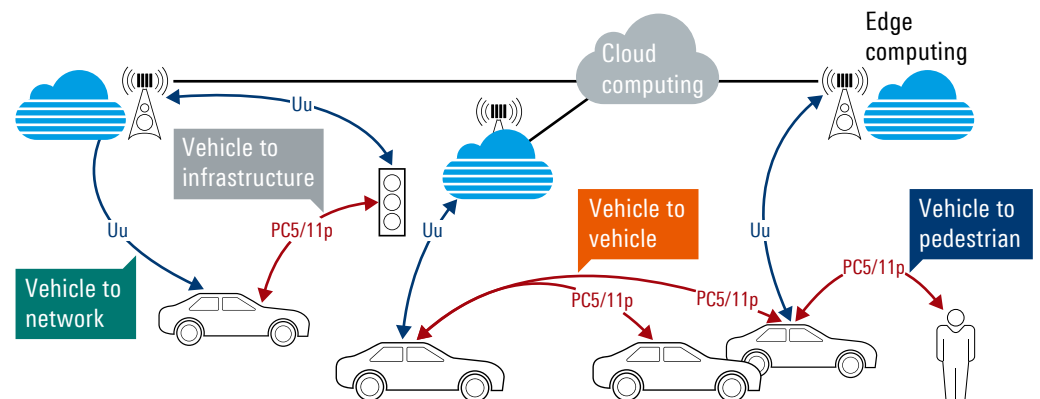 Edge
computing
Cloud
computing
Uu
Vehicle to
infrastructure
Vehicle to
vehicle
Vehicle to
pedestrian
Uu
PC5/11p
Uu
Uu
PC5/11p
Vehicle to
network
PC5/11p
PC5/11p